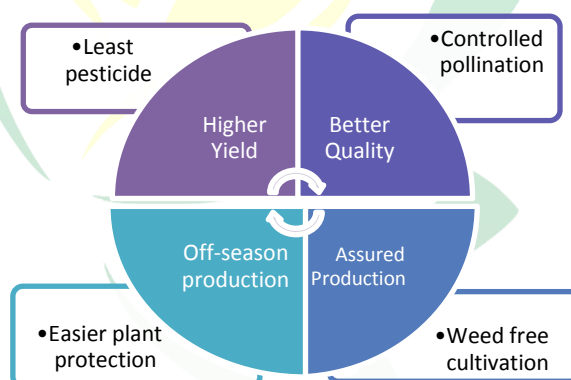 •Least
pesticide
•Controlled
pollination
Higher
Yield
Better
Quality
Off-season
production
Assured
Production
•Easier plant
protection
•Weed free
cultivation